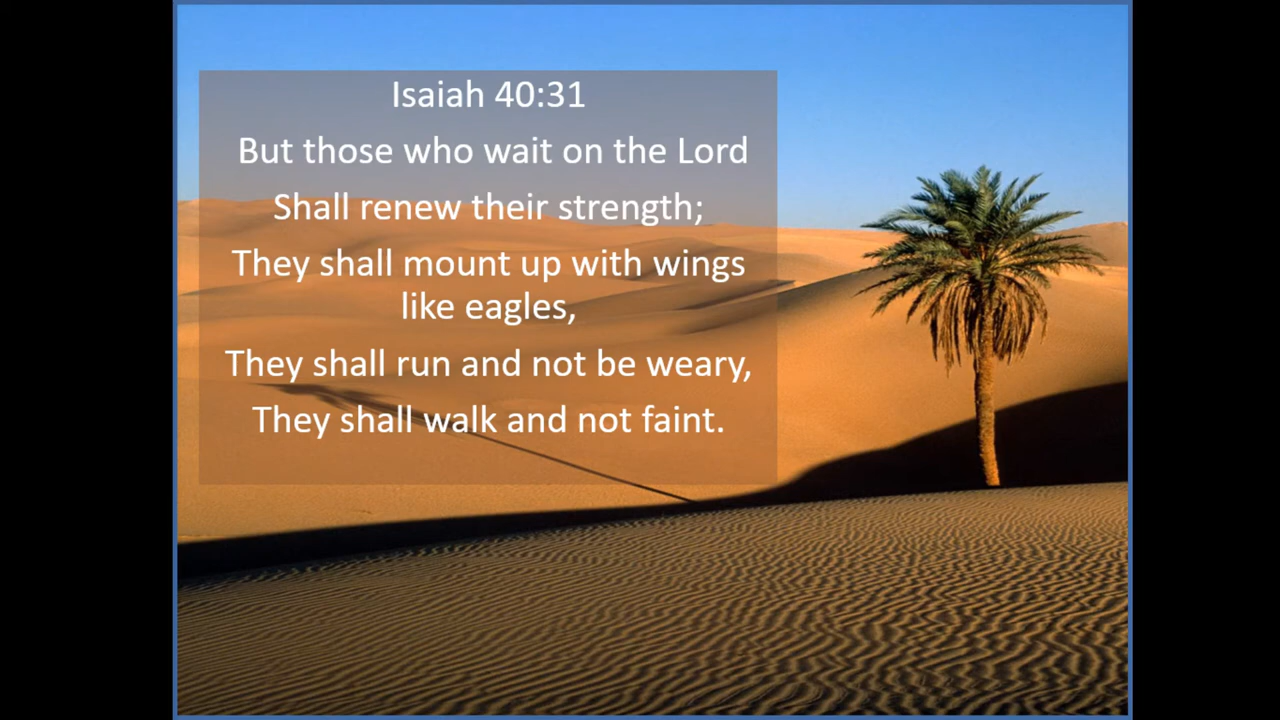 Isaiah 40:31
But those who wait on the Lord
Shall renew their strength;
They shall mount up with wings
like eagles,
They shall run and not be weary,
They shall walk and not faint.